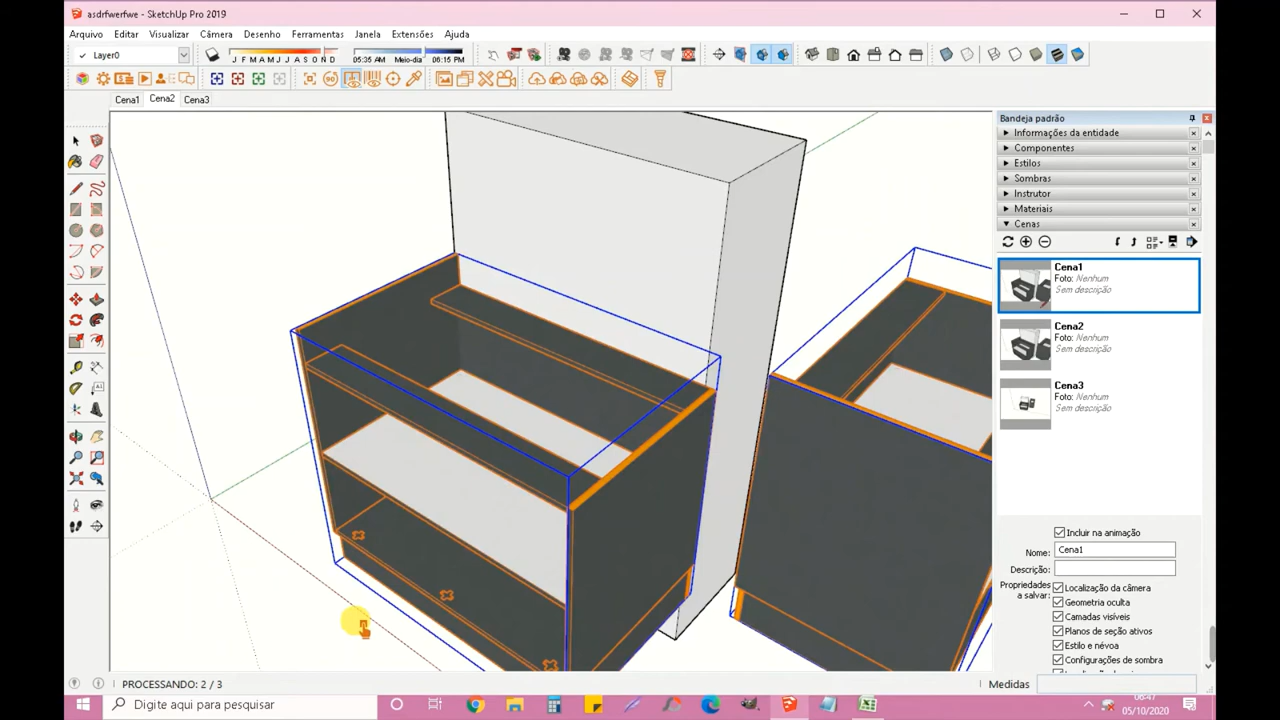 asdrfwerfwe - SketchUp Pro 2019
Arquivo Editar Visualizar Câmera Desenho Ferramentas Janela Extensões Ajuda
Layer0
J F M A M J J A S O N D
05:35 AM Meio-dia 06:15 PM
Cena1 Cena2 Cena3
Bandeja padrão
Informações da entidade
Componentes
Estilos
Sombras
Instrutor
Materiais
Cenas
Cena1
Foto: Nenhum
Sem descrição
Cena2
Foto: Nenhum
Sem descrição
Cena3
Foto: Nenhum
Sem descrição
Incluir na animação
Nome: Cena1
Descrição:
Propriedades a salvar:
Localização da câmera
Geometria oculta
Camadas visíveis
Planos de seção ativos
Estilo e névoa
Configurações de sombra
PROCESSANDO: 2 / 3
Medidas
Digite aqui para pesquisar
06:47
05/10/2020